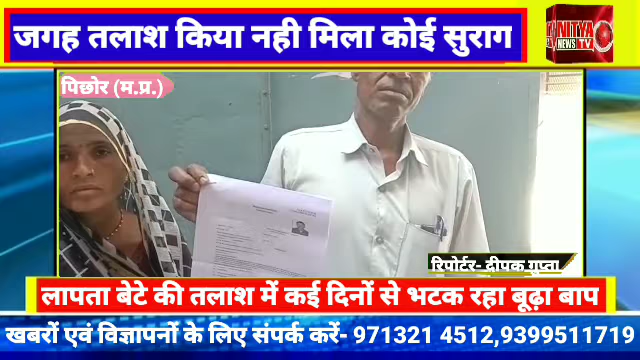 जगह तलाश किया नही मिला कोई सुराग
NITYA
NEWS TV
पिछोर (म.प्र.)
रिपोर्टर- दीपक गुप्ता
लापता बेटे की तलाश में कई दिनों से भटक रहा बूढ़ा बाप
खबरों एवं विज्ञापनों के लिए संपर्क करें- 971321 4512,9399511719